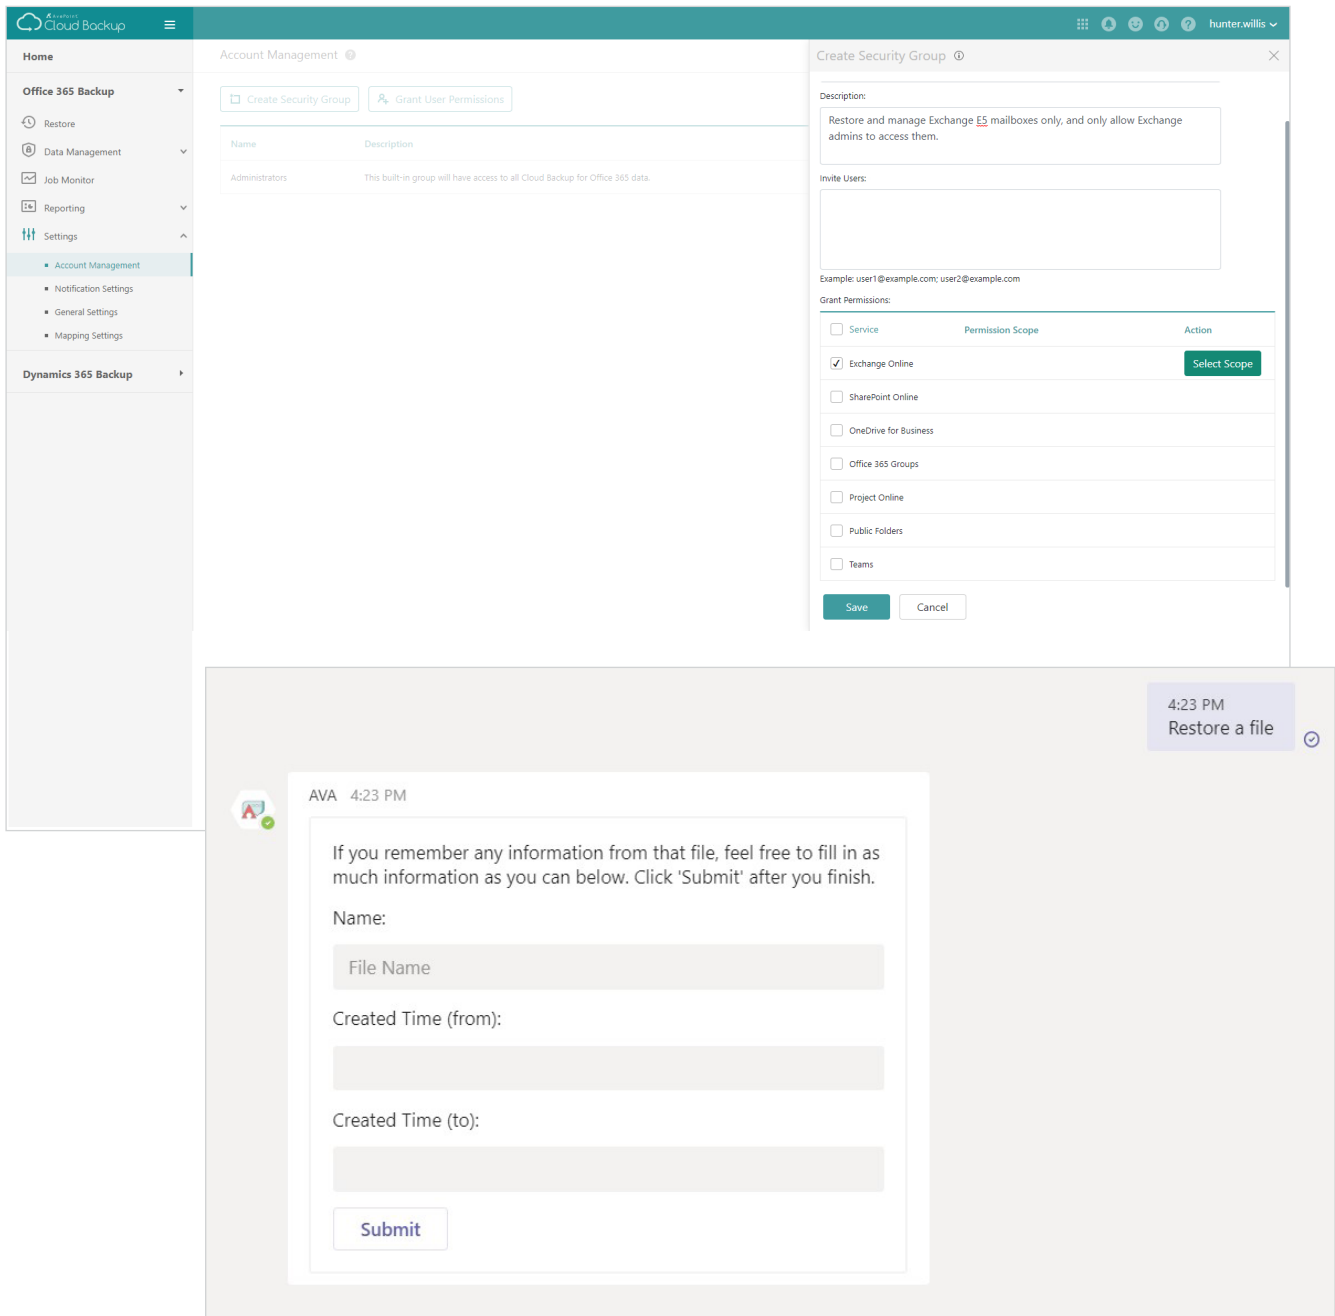 AvePoint
Cloud Backup
hunter.willis
Home
Office 365 Backup
Restore
Data Management
Job Monitor
Reporting
Settings
Account Management
Notification Settings
General Settings
Mapping Settings
Dynamics 365 Backup
Account Management
Create Security Group
Grant User Permissions
Name Description
Administrators This built-in group will have access to all Cloud Backup for Office 365 data.
Create Security Group
Description:
Restore and manage Exchange E5 mailboxes only, and only allow Exchange
admins to access them.
Invite Users:
Example: user1@example.com; user2@example.com
Grant Permissions:
Service Permission Scope Action
Exchange Online Select Scope
SharePoint Online
OneDrive for Business
Office 365 Groups
Project Online
Public Folders
Teams
Save Cancel
4:23 PM
Restore a file
AVA 4:23 PM
If you remember any information from that file, feel free to fill in as
much information as you can below. Click 'Submit' after you finish.
Name:
File Name
Created Time (from):
Created Time (to):
Submit